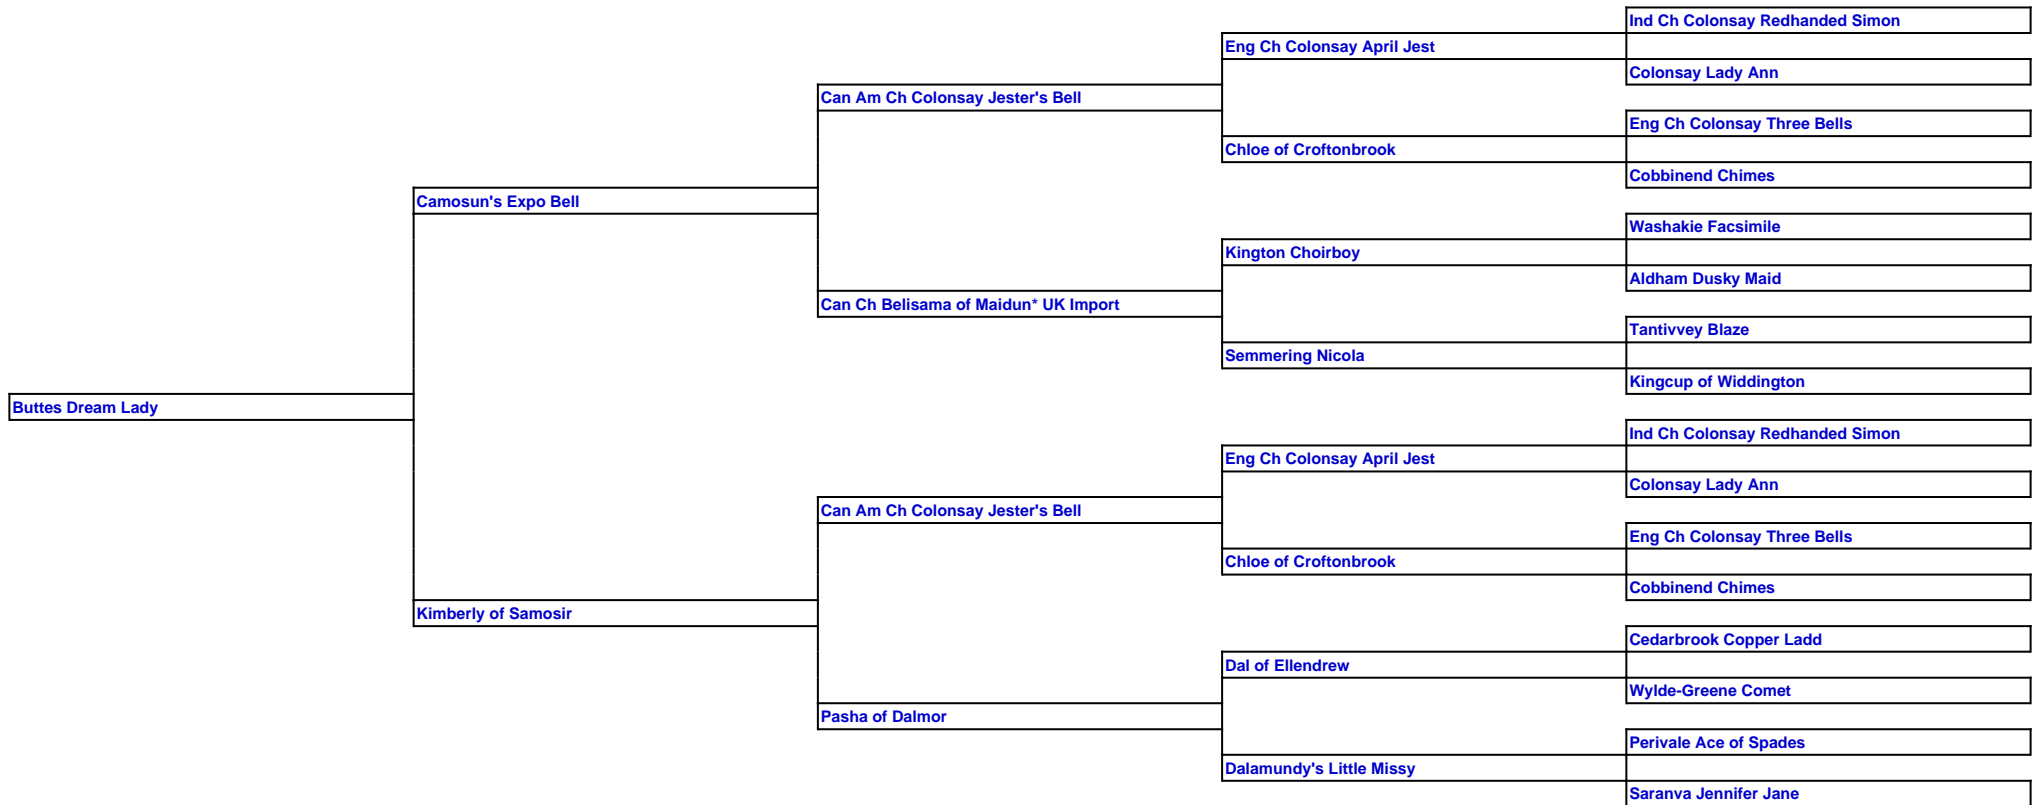 Ind Ch Colonsay Redhanded Simon
Eng Ch Colonsay April Jest
Colonsay Lady Ann
Can Am Ch Colonsay Jester's Bell
Eng Ch Colonsay Three Bells
Chloe of Croftonbrook
Cobbinend Chimes
Camosun's Expo Bell
Washakie Facsimile
Kington Choirboy
Aldham Dusky Maid
Can Ch Belisama of Maidun* UK Import
Tantivvey Blaze
Semmering Nicola
Kingcup of Widdington
Buttes Dream Lady
Ind Ch Colonsay Redhanded Simon
Eng Ch Colonsay April Jest
Colonsay Lady Ann
Can Am Ch Colonsay Jester's Bell
Eng Ch Colonsay Three Bells
Chloe of Croftonbrook
Cobbinend Chimes
Kimberly of Samosir
Cedarbrook Copper Ladd
Dal of Ellendrew
Wylde-Greene Comet
Pasha of Dalmor
Perivale Ace of Spades
Dalamundy's Little Missy
Saranva Jennifer Jane